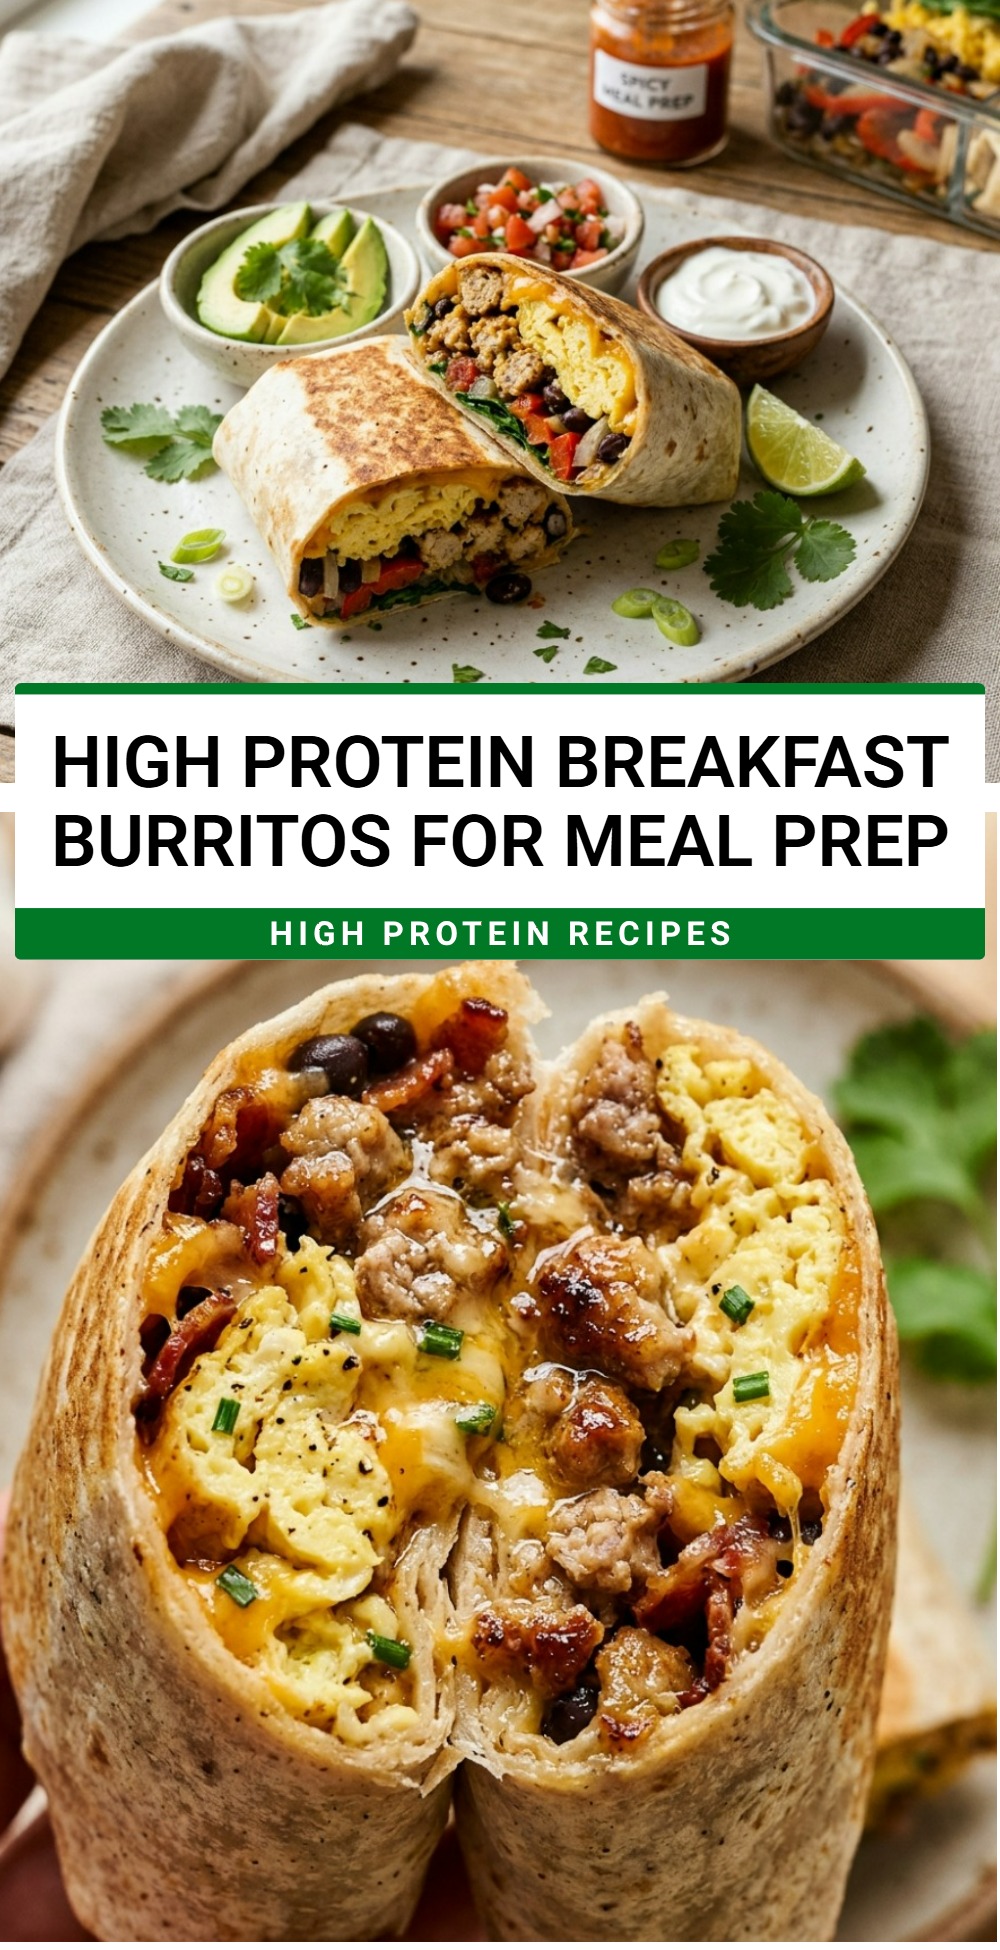 SPICY
MEAL PREP
HIGH PROTEIN BREAKFAST
BURRITOS FOR MEAL PREP
HIGH PROTEIN RECIPES